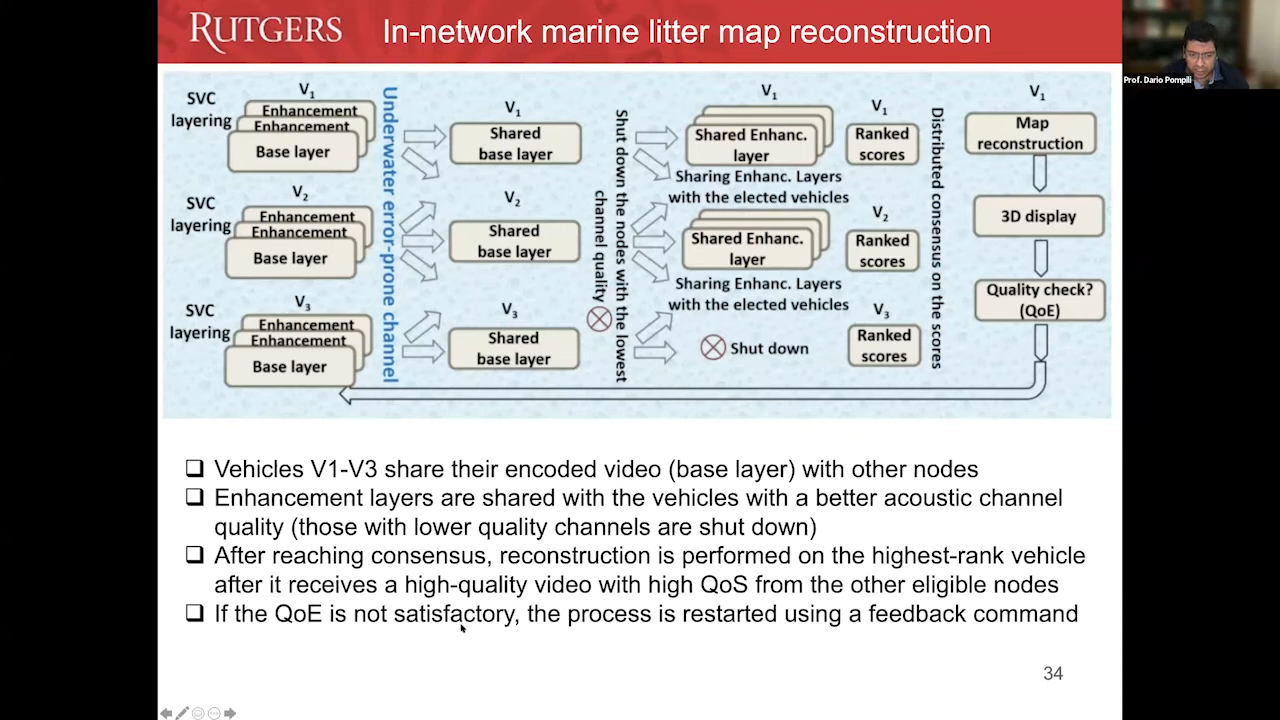 RUTGERS
In-network marine litter map reconstruction
Prof. Dario Pompili
SVC
layering
V1
Enhancement
Enhancement
Base layer
SVC
layering
V2
Enhancement
Enhancement
Base layer
SVC
layering
V3
Enhancement
Enhancement
Base layer
Underwater error-prone channel
V1
Shared
base layer
V2
Shared
base layer
V3
Shared
base layer
Shut down the nodes with the lowest
channel quality
V1
Shared Enhanc.
layer
Sharing Enhanc. Layers
with the elected vehicles
Shared Enhanc.
layer
Sharing Enhanc. Layers
with the elected vehicles
Shut down
V1
Ranked
scores
V2
Ranked
scores
V3
Ranked
scores
Distributed consensus on the scores
V1
Map
reconstruction
3D display
Quality check?
(QoE)
Vehicles V1-V3 share their encoded video (base layer) with other nodes
Enhancement layers are shared with the vehicles with a better acoustic channel
quality (those with lower quality channels are shut down)
After reaching consensus, reconstruction is performed on the highest-rank vehicle
after it receives a high-quality video with high QoS from the other eligible nodes
If the QoE is not satisfactory, the process is restarted using a feedback command
34